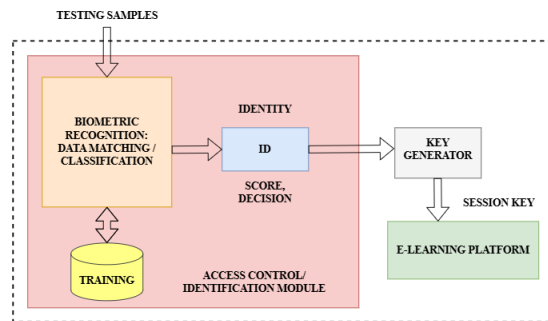 TESTING SAMPLES
BIOMETRIC
RECOGNITION:
DATA MATCHING /
CLASSIFICATION
IDENTITY
ID
SCORE,
DECISION
KEY
GENERATOR
SESSION KEY
E-LEARNING PLATFORM
TRAINING
ACCESS CONTROL/
IDENTIFICATION MODULE